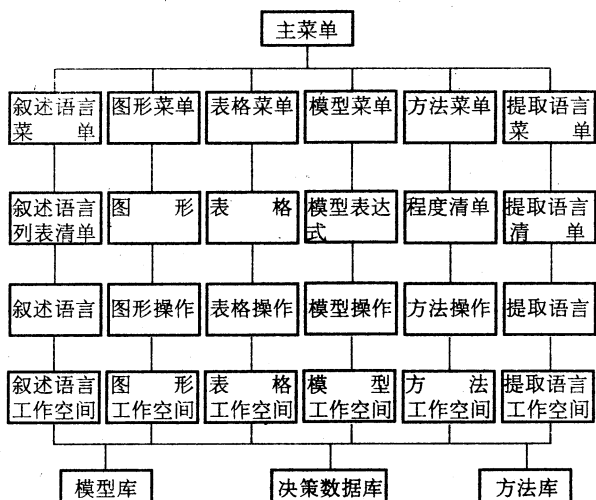 主菜单
叙述语言
菜 单
图形菜单
表格菜单
模型菜单
方法菜单
提取语言
菜 单
叙述语言
列表清单
图 形
表 格
模型表达
式
程度清单
提取语言
清 单
叙述语言
图形操作
表格操作
模型操作
方法操作
提取语言
叙述语言
工作空间
图 形
工作空间
表 格
工作空间
模 型
工作空间
方 法
工作空间
提取语言
工作空间
模型库
决策数据库
方法库